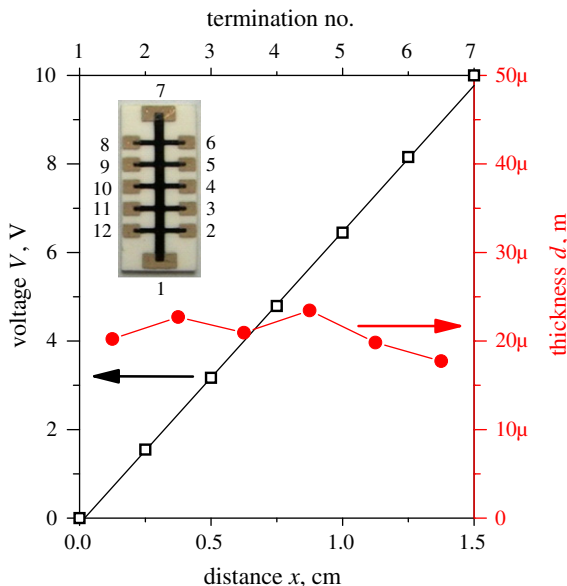 termination no.
1 2 3 4 5 6 7
10 50µ
7
8 6
9 5
10 4
11 3
12 2
1
8 40µ
6 30µ
4 20µ
2 10µ
0 0
voltage V, V
thickness d, m
0.0 0.5 1.0 1.5
distance x, cm